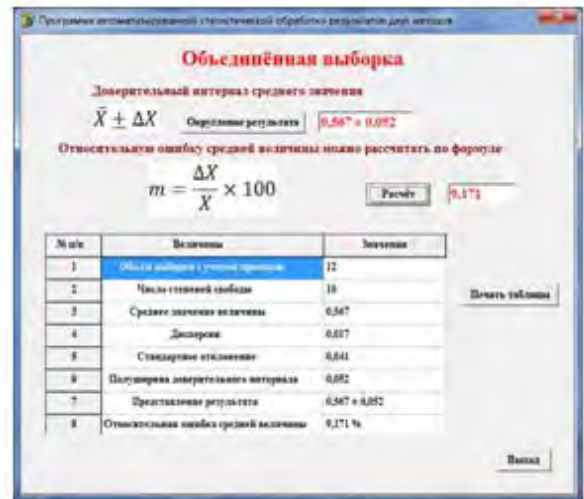 Программа автоматизированной статистической обработки результатов двух методов
Объединённая выборка
Доверительный интервал среднего значения
X̄ ± ΔX Округление результата 0,567 ± 0,052
Относительную ошибку средней величины можно рассчитать по формуле
m = ΔX / X̄ × 100 Расчёт 0,171
№ п/п Величины Значения
1 Объем выборки с учетом промахов 12
2 Число степеней свободы 10
3 Среднее значение величины 0,567
4 Дисперсия 0,017
5 Стандартное отклонение 0,041
6 Полуширина доверительного интервала 0,052
7 Представление результата 0,567 ± 0,052
8 Относительная ошибка средней величины 0,171 %
Печать таблицы
Выход